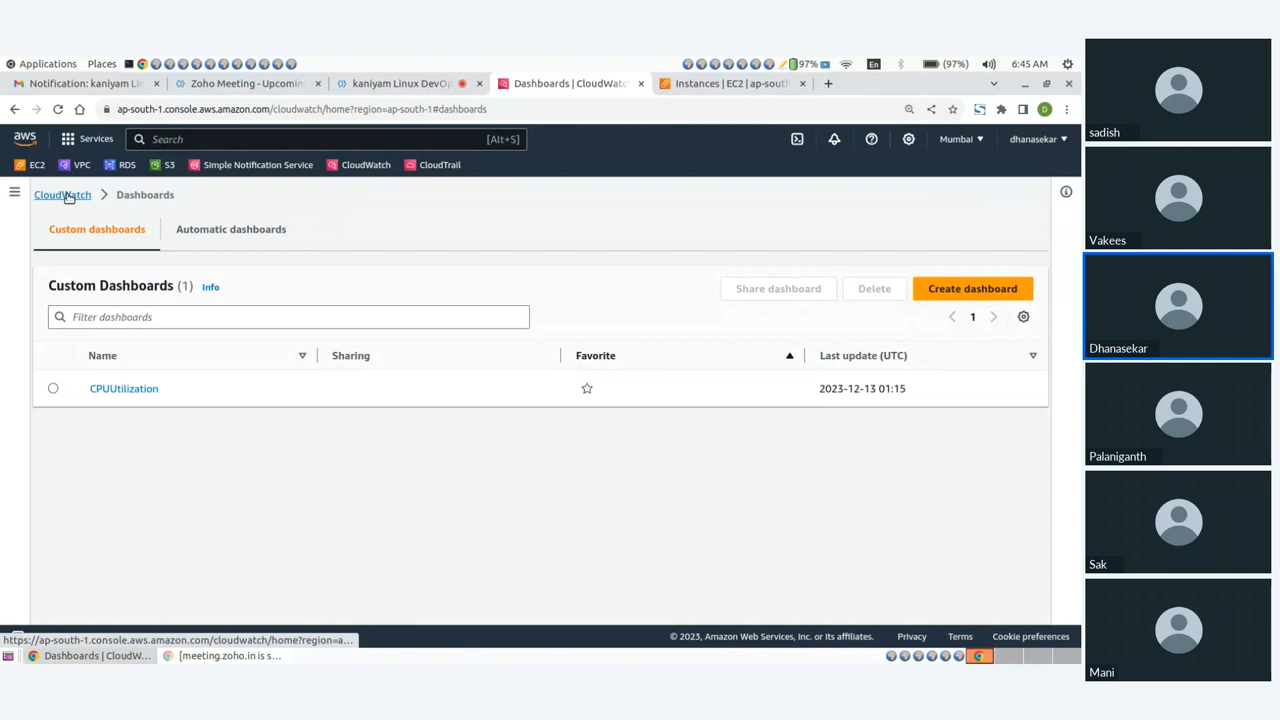 Applications Places 97% En (97%) 6:45 AM
Notification: kaniyam Li Zoho Meeting - Upcomin kaniyam Linux DevO Dashboards | CloudWatc Instances | EC2 | ap-sout
ap-south-1.console.aws.amazon.com/cloudwatch/home?region=ap-south-1#dashboards D
aws Services Search [Alt+S] Mumbai dhanasekar
EC2 VPC RDS S3 Simple Notification Service CloudWatch CloudTrail
CloudWatch Dashboards
Custom dashboards Automatic dashboards
Custom Dashboards (1) Info Share dashboard Delete Create dashboard
Filter dashboards 1
Name Sharing Favorite Last update (UTC)
CPUUtilization 2023-12-13 01:15
https://ap-south-1.console.aws.amazon.com/cloudwatch/home?region=a...
© 2023, Amazon Web Services, Inc. or its affiliates. Privacy Terms Cookie preferences
Dashboards | CloudW... [meeting.zoho.in is s...
sadish
Vakees
Dhanasekar
Palaniganth
Sak
Mani